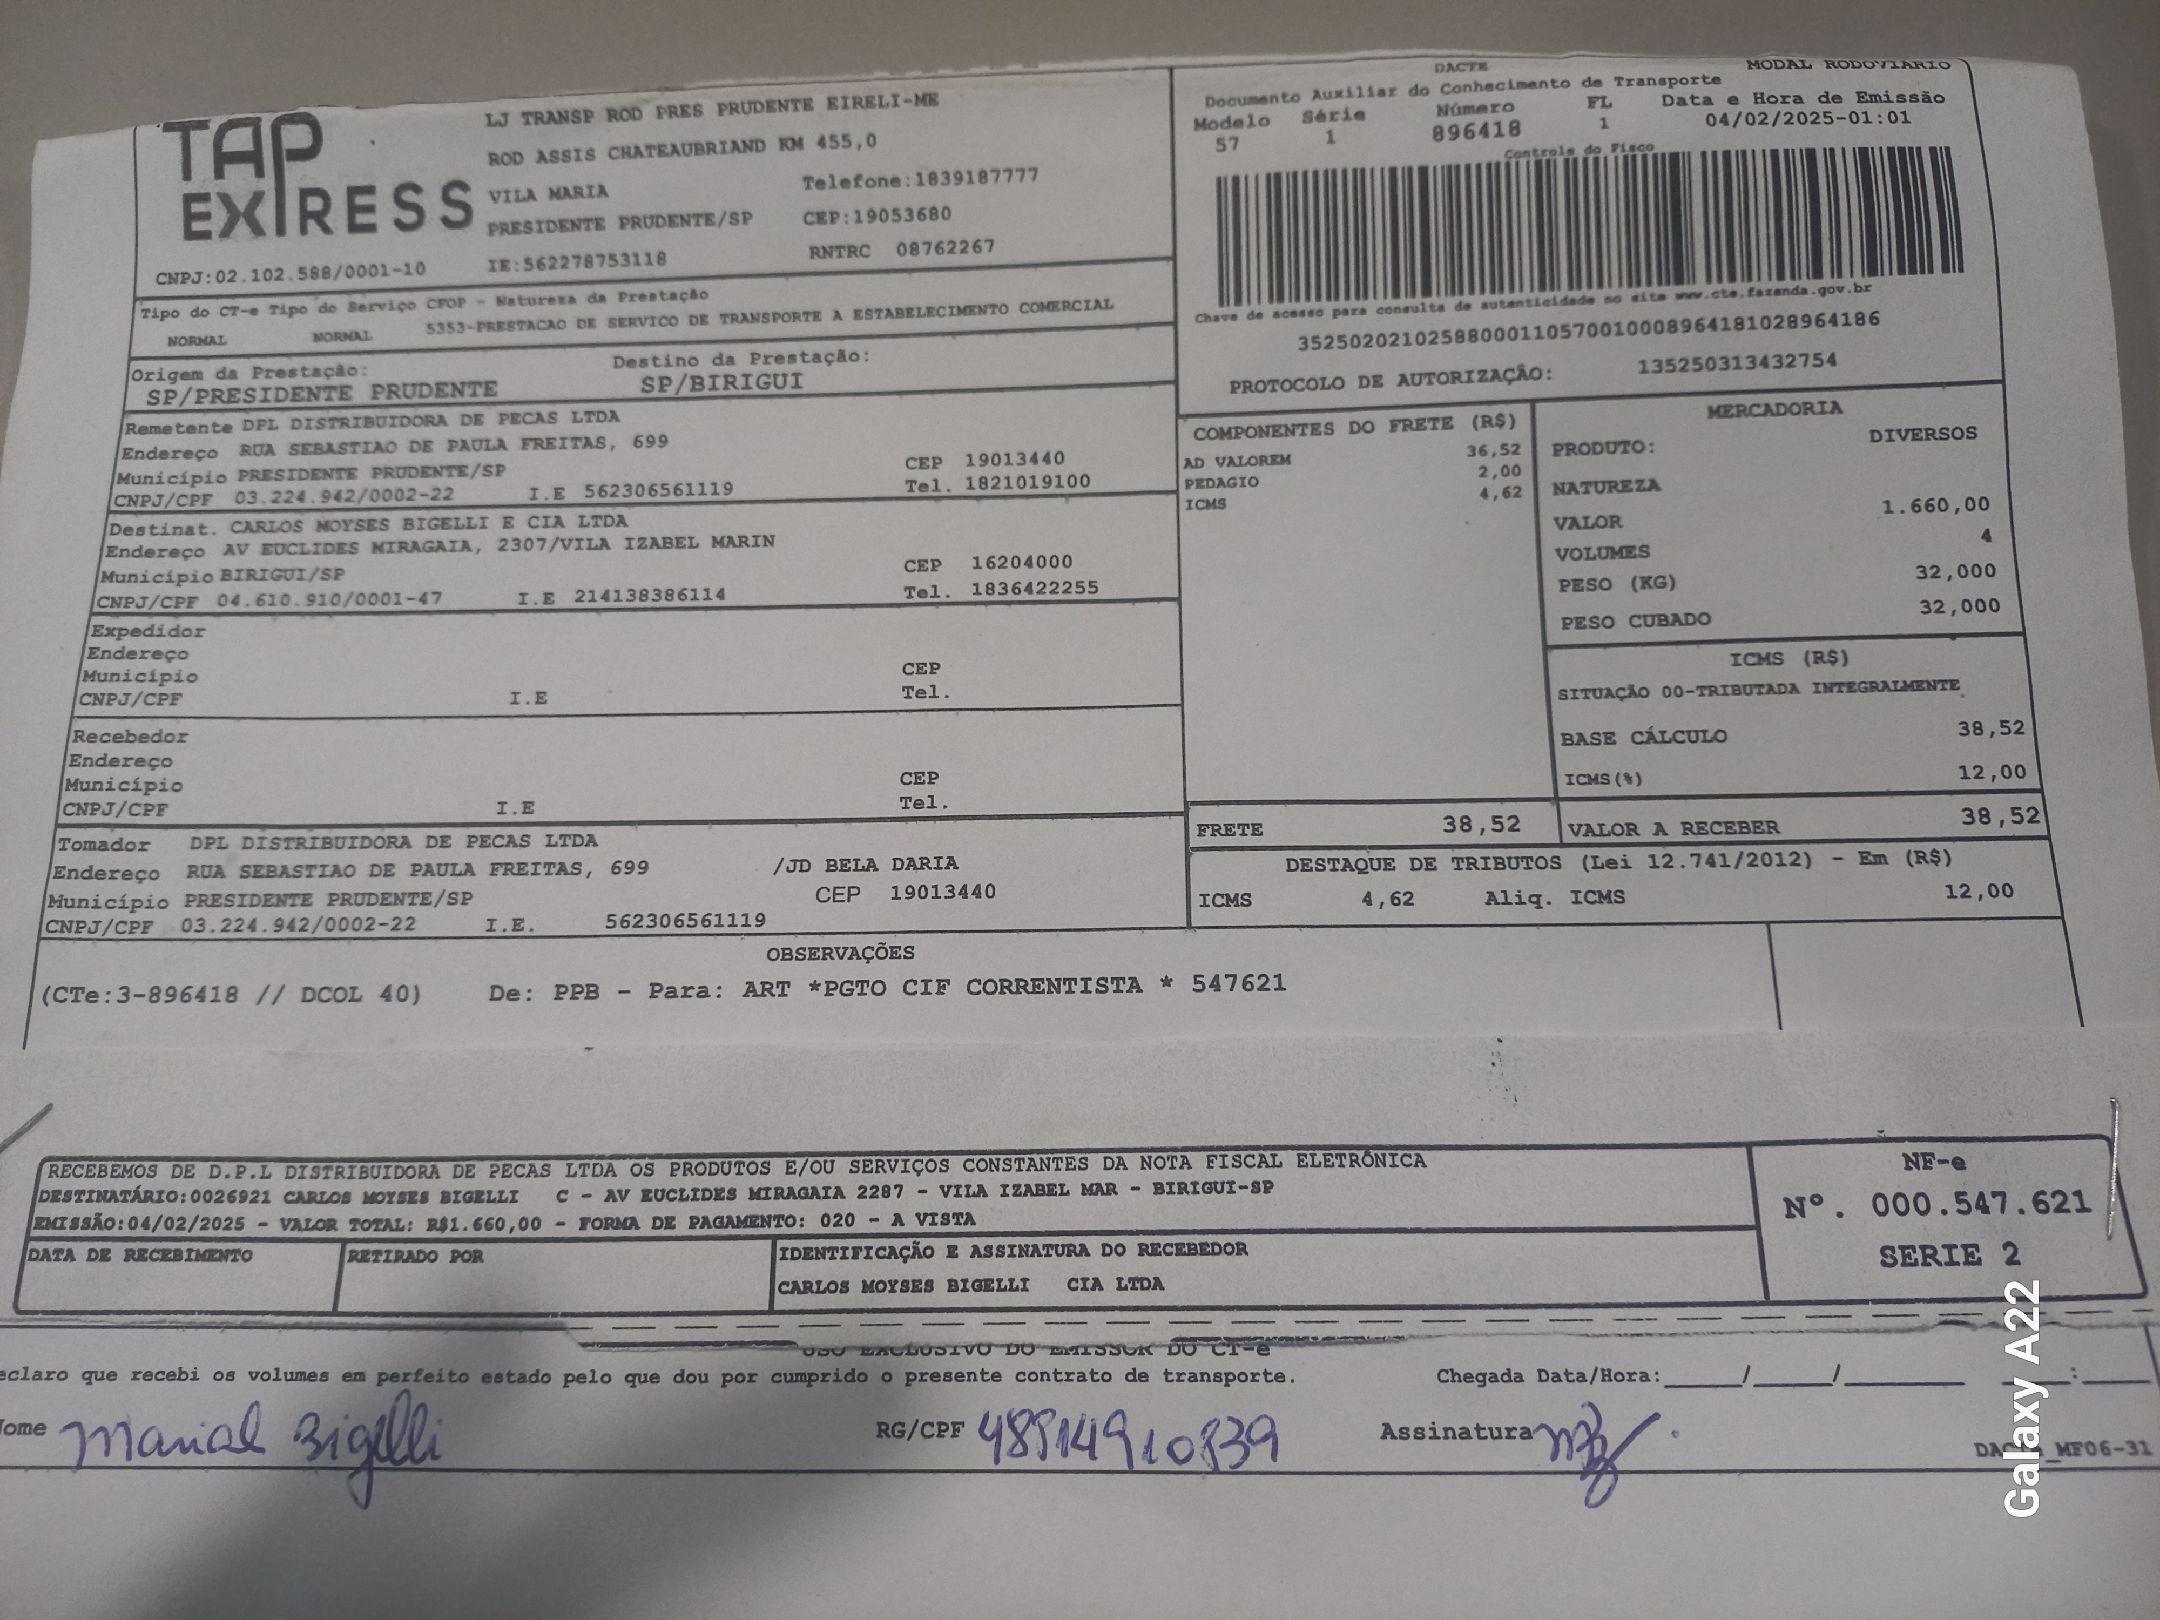 TAP EXPRESS
CNPJ:02.102.588/0001-10
LJ TRANSP ROD PRES PRUDENTE EIRELI-ME
ROD ASSIS CHATEAUBRIAND KM 455,0
VILA MARIA Telefone:1839187777
PRESIDENTE PRUDENTE/SP CEP:19053680
IE:562278753118 RNTRC 08762267
DACTE MODAL RODOVIARIO
Documento Auxiliar do Conhecimento de Transporte
Modelo Série Número FL Data e Hora de Emissão
57 1 896418 1 04/02/2025-01:01
Controle do Fisco
Chave de acesso para consulta de autenticidade no site www.cte.fazenda.gov.br
35250202102588000110570010008964181028964186
PROTOCOLO DE AUTORIZAÇÃO: 135250313432754
Tipo do CT-e Tipo do Serviço CFOP - Natureza da Prestação
NORMAL NORMAL 5353-PRESTACAO DE SERVICO DE TRANSPORTE A ESTABELECIMENTO COMERCIAL
Origem da Prestação: Destino da Prestação:
SP/PRESIDENTE PRUDENTE SP/BIRIGUI
Remetente DPL DISTRIBUIDORA DE PECAS LTDA
Endereço RUA SEBASTIAO DE PAULA FREITAS, 699
Município PRESIDENTE PRUDENTE/SP CEP 19013440
CNPJ/CPF 03.224.942/0002-22 I.E 562306561119 Tel. 1821019100
Destinat. CARLOS MOYSES BIGELLI E CIA LTDA
Endereço AV EUCLIDES MIRAGAIA, 2307/VILA IZABEL MARIN
Município BIRIGUI/SP CEP 16204000
CNPJ/CPF 04.610.910/0001-47 I.E 214138386114 Tel. 1836422255
Expedidor
Endereço
Município CEP
CNPJ/CPF I.E Tel.
Recebedor
Endereço
Município CEP
CNPJ/CPF I.E Tel.
Tomador DPL DISTRIBUIDORA DE PECAS LTDA
Endereço RUA SEBASTIAO DE PAULA FREITAS, 699 /JD BELA DARIA
Município PRESIDENTE PRUDENTE/SP CEP 19013440
CNPJ/CPF 03.224.942/0002-22 I.E. 562306561119
COMPONENTES DO FRETE (R$)
AD VALOREM 36,52
PEDAGIO 2,00
ICMS 4,62
MERCADORIA
PRODUTO: DIVERSOS
NATUREZA
VALOR 1.660,00
VOLUMES 4
PESO (KG) 32,000
PESO CUBADO 32,000
ICMS (R$)
SITUAÇÃO 00-TRIBUTADA INTEGRALMENTE
BASE CÁLCULO 38,52
ICMS(%) 12,00
FRETE 38,52 VALOR A RECEBER 38,52
DESTAQUE DE TRIBUTOS (Lei 12.741/2012) - Em (R$)
ICMS 4,62 Aliq. ICMS 12,00
OBSERVAÇÕES
(CTe:3-896418 // DCOL 40) De: PPB - Para: ART *PGTO CIF CORRENTISTA * 547621
RECEBEMOS DE D.P.L DISTRIBUIDORA DE PECAS LTDA OS PRODUTOS E/OU SERVIÇOS CONSTANTES DA NOTA FISCAL ELETRÔNICA
DESTINATÁRIO:0026921 CARLOS MOYSES BIGELLI C - AV EUCLIDES MIRAGAIA 2287 - VILA IZABEL MAR - BIRIGUI-SP
EMISSÃO:04/02/2025 - VALOR TOTAL: R$1.660,00 - FORMA DE PAGAMENTO: 020 - A VISTA
DATA DE RECEBIMENTO RETIRADO POR IDENTIFICAÇÃO E ASSINATURA DO RECEBEDOR
CARLOS MOYSES BIGELLI CIA LTDA
NF-e
Nº. 000.547.621
SERIE 2
USO EXCLUSIVO DO EMISSOR DO CT-e
eclaro que recebi os volumes em perfeito estado pelo que dou por cumprido o presente contrato de transporte. Chegada Data/Hora:_____/_____/_______ ____:____
ome Bigelli RG/CPF Assinatura
_MF06-31
Galaxy A22